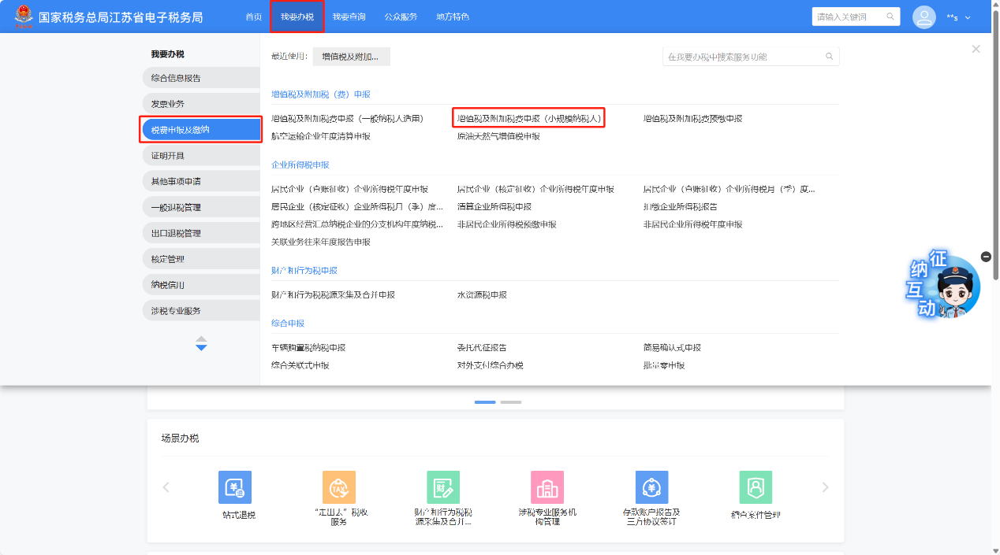 国家税务总局江苏省电子税务局
首页
我要办税
我要查询
公众服务
地方特色
请输入关键词
**s
我要办税
综合信息报告
发票业务
税费申报及缴纳
证明开具
其他事项申请
一般退税管理
出口退税管理
核定管理
纳税信用
涉税专业服务
最近使用:
增值税及附加...
在我要办税中搜索服务功能
增值税及附加税（费）申报
增值税及附加税费申报（一般纳税人适用）
增值税及附加税费申报（小规模纳税人）
增值税及附加税费预缴申报
航空运输企业年度清算申报
原油天然气增值税申报
企业所得税申报
居民企业（查账征收）企业所得税年度申报
居民企业（核定征收）企业所得税年度申报
居民企业（查账征收）企业所得税月（季）度...
居民企业（核定征收）企业所得税月（季）度...
清算企业所得税申报
扣缴企业所得税报告
跨地区经营汇总纳税企业的分支机构年度纳税...
非居民企业所得税预缴申报
非居民企业所得税年度申报
关联业务往来年度报告申报
财产和行为税申报
财产和行为税税源采集及合并申报
水资源税申报
综合申报
车辆购置税纳税申报
委托代征报告
简易确认式申报
综合关联式申报
对外支付综合办税
批量零申报
征纳互动
场景办税
一站式退税
“走出去”税收
服务
财产和行为税税
源采集及合并...
涉税专业服务机
构管理
存款账户报告及
三方协议签订
稽查案件管理